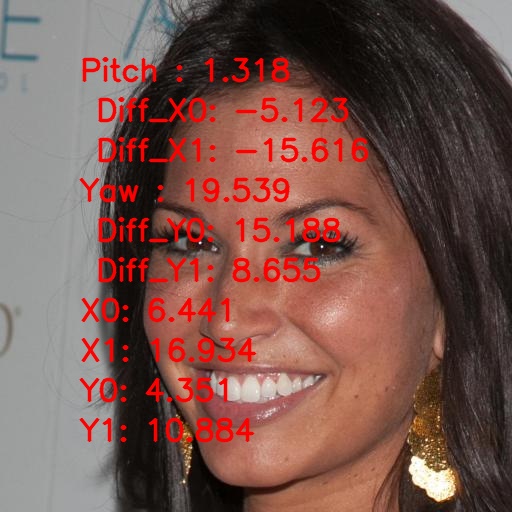 E
A
OL
Pitch : 1.318
Diff_X0: -5.123
Diff_X1: -15.616
Yaw : 19.539
Diff_Y0: 15.188
Diff_Y1: 8.655
X0: 6.441
X1: 16.934
Y0: 4.351
Y1: 10.884